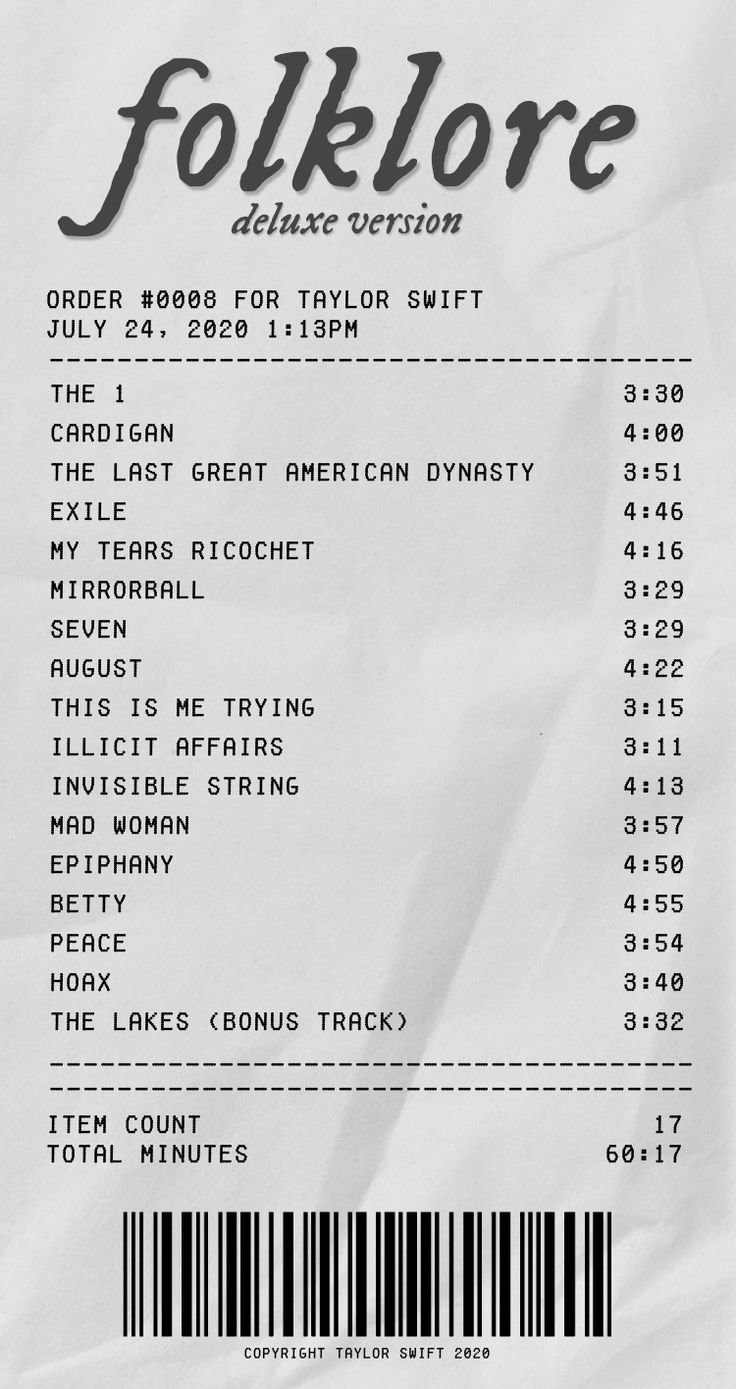 folklore
deluxe version
ORDER #0008 FOR TAYLOR SWIFT
JULY 24, 2020 1:13PM
THE 1 3:30
CARDIGAN 4:00
THE LAST GREAT AMERICAN DYNASTY 3:51
EXILE 4:46
MY TEARS RICOCHET 4:16
MIRRORBALL 3:29
SEVEN 3:29
AUGUST 4:22
THIS IS ME TRYING 3:15
ILLICIT AFFAIRS 3:11
INVISIBLE STRING 4:13
MAD WOMAN 3:57
EPIPHANY 4:50
BETTY 4:55
PEACE 3:54
HOAX 3:40
THE LAKES (BONUS TRACK) 3:32
ITEM COUNT 17
TOTAL MINUTES 60:17
COPYRIGHT TAYLOR SWIFT 2020